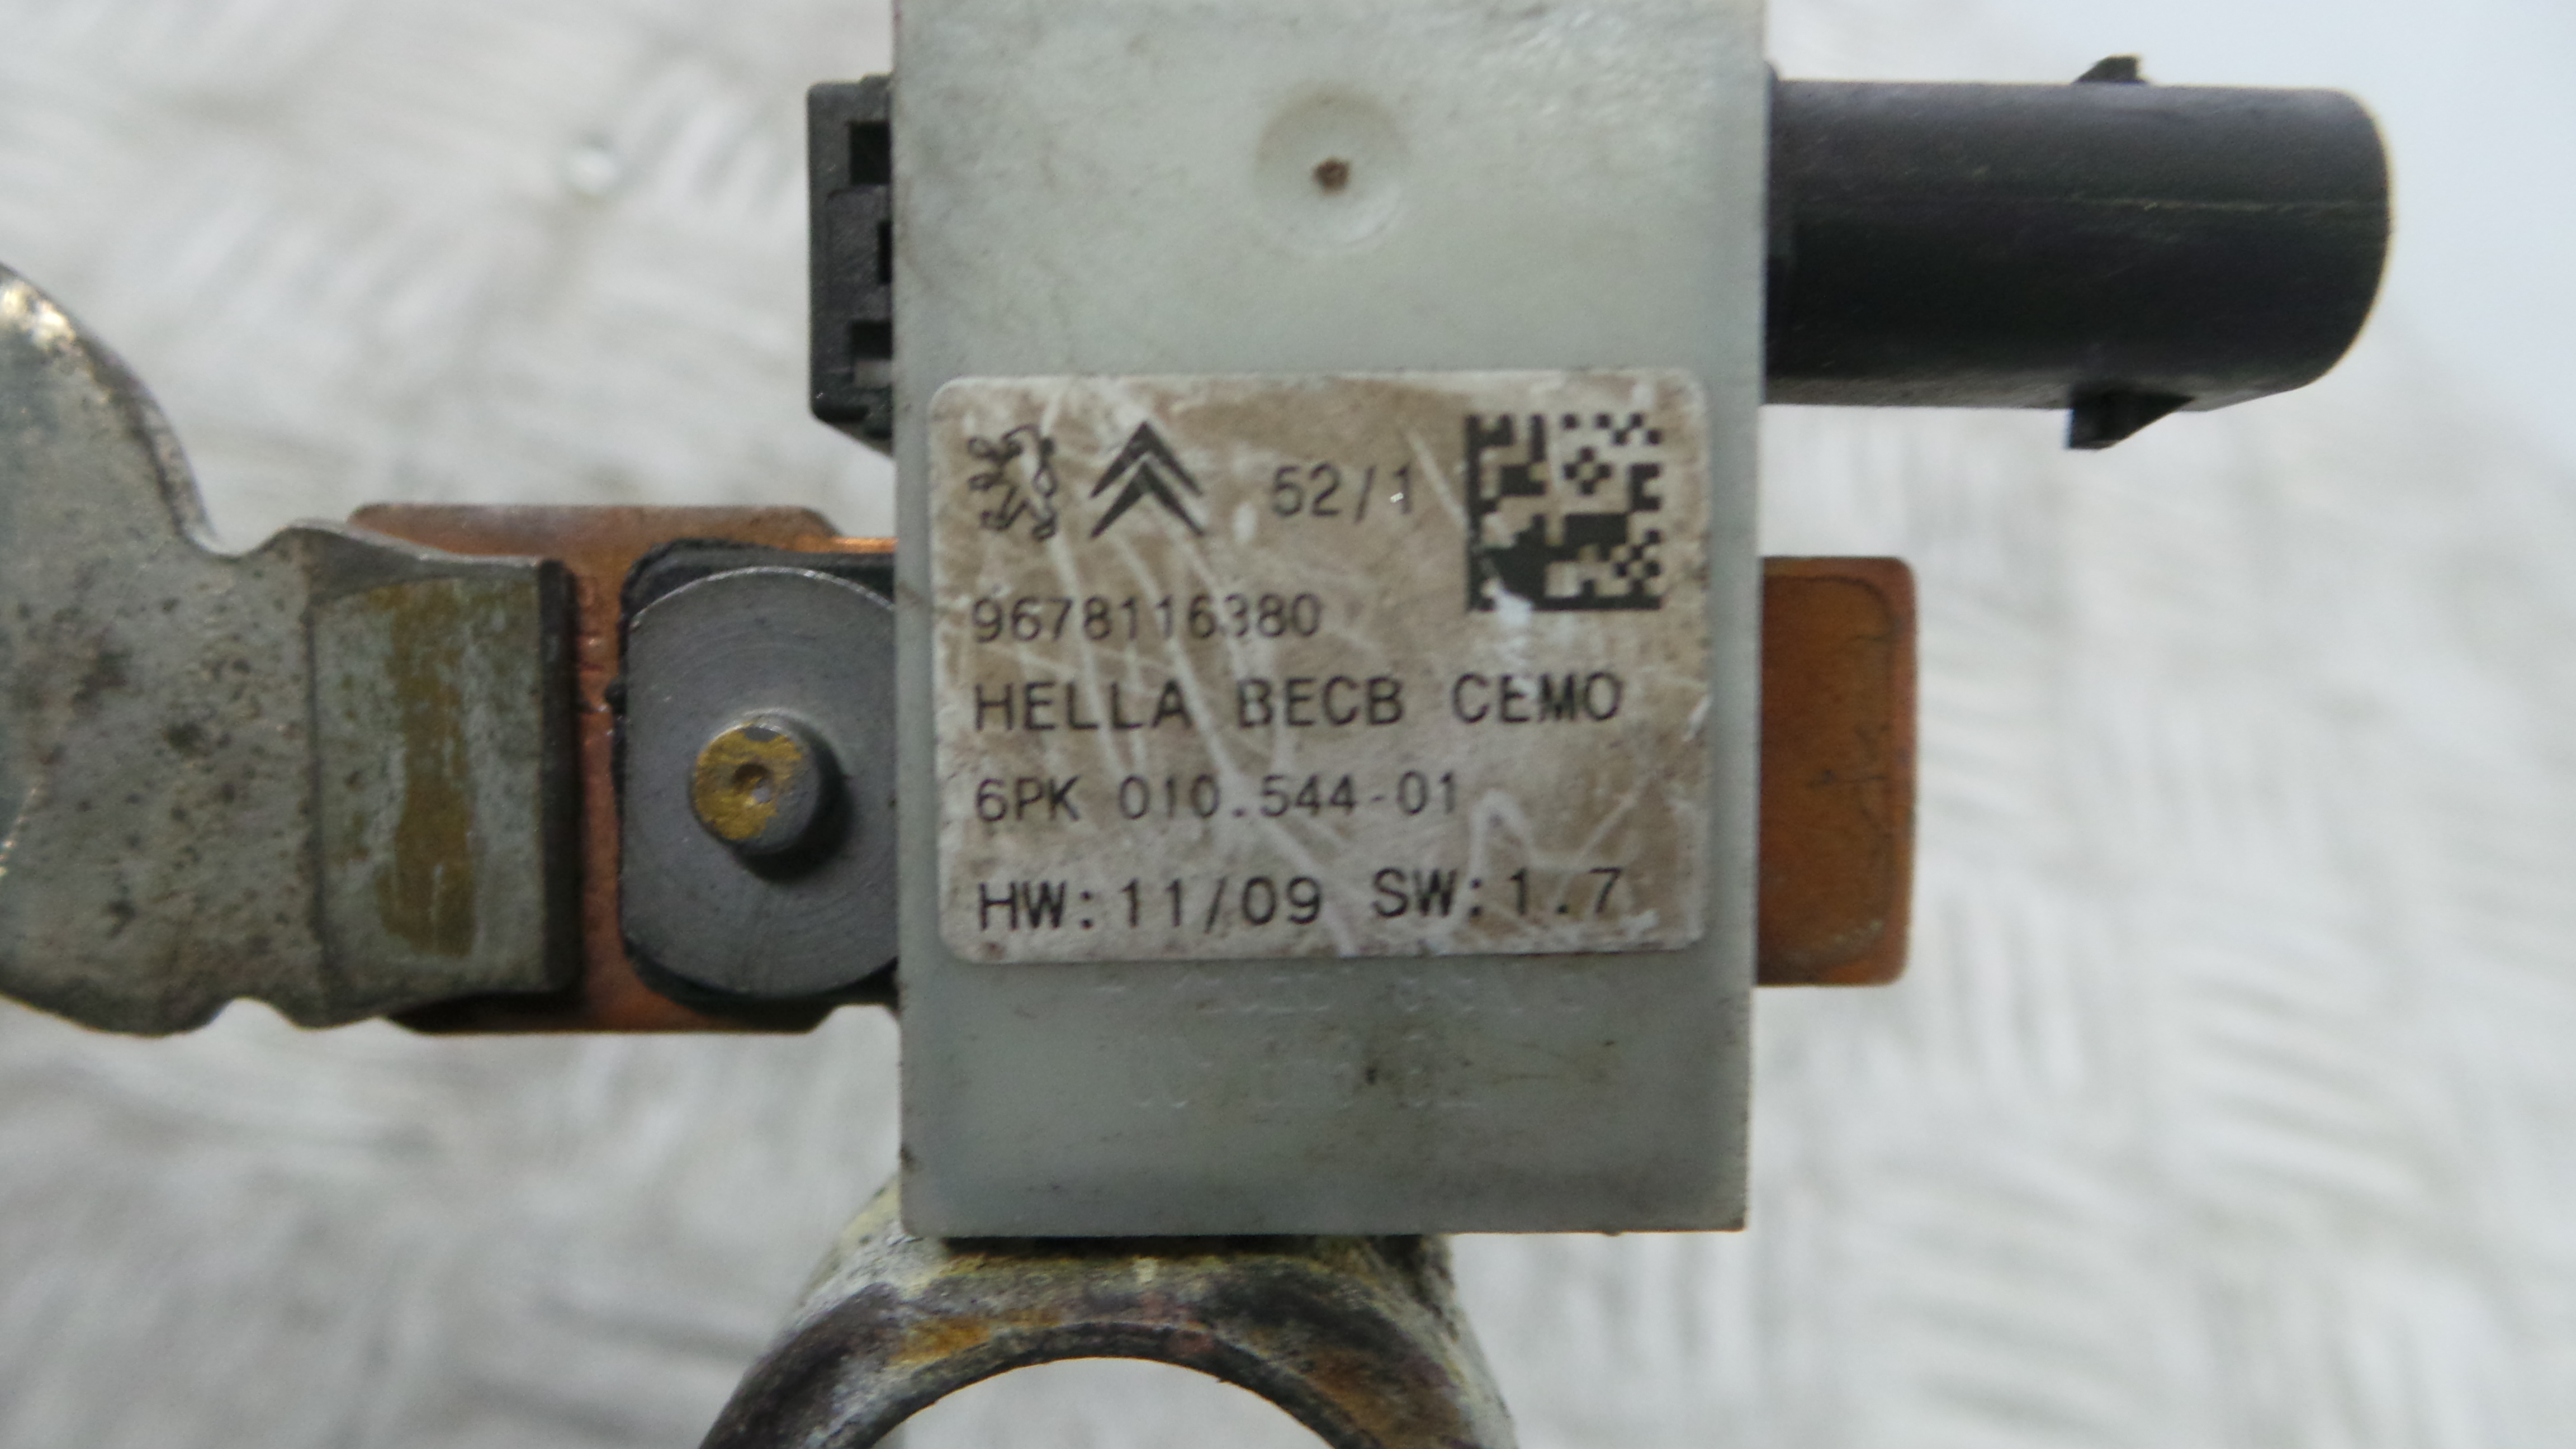 52/1
9678116380
HELLA BECB CEMO
6PK 010.544-01
HW:11/09 SW:1.7